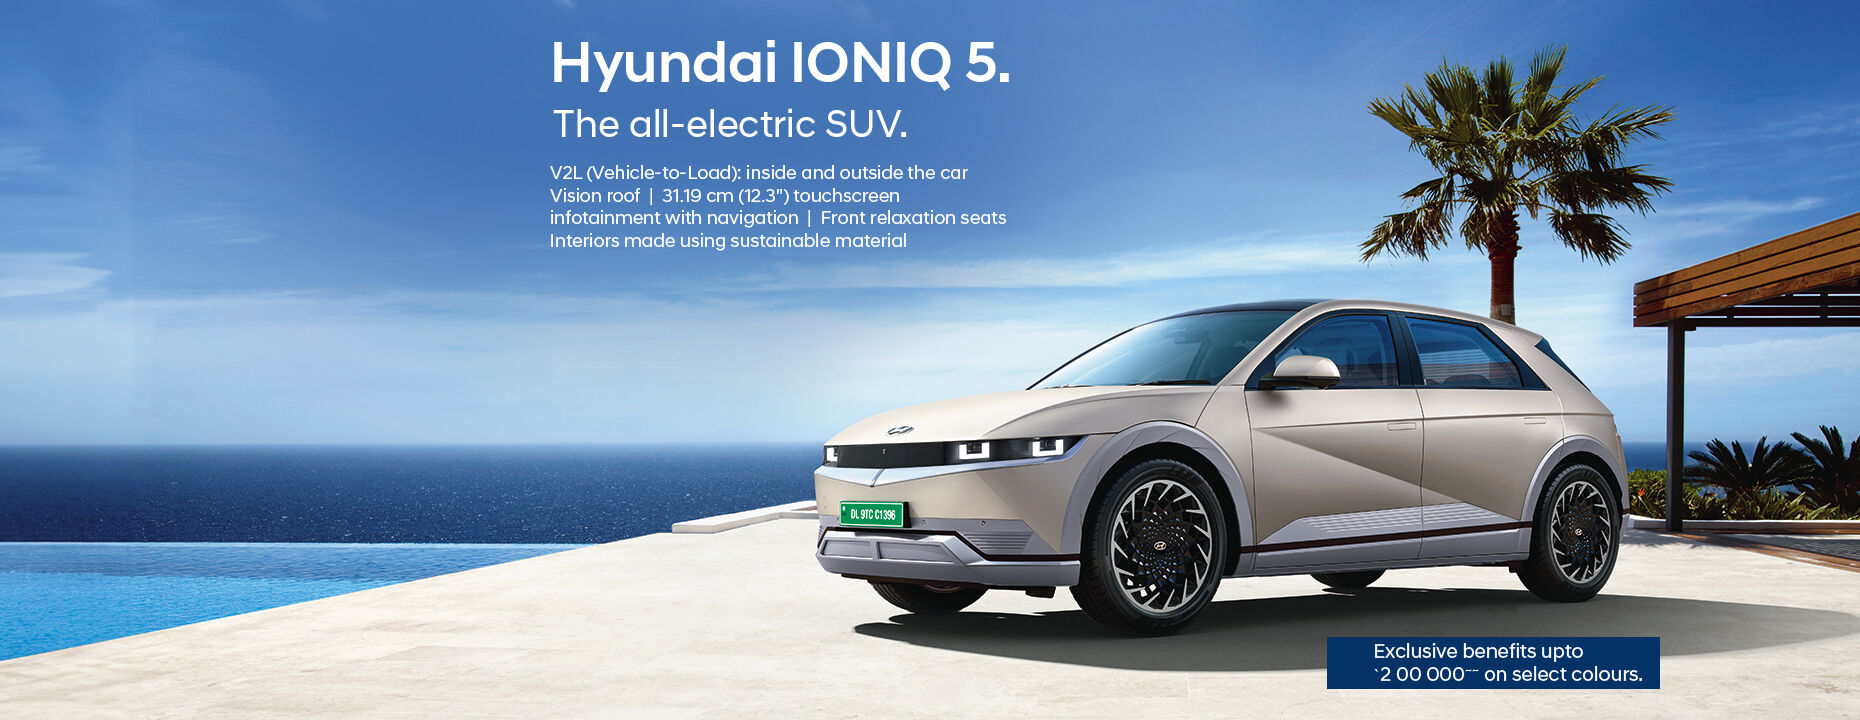 Hyundai IONIQ 5.
The all-electric SUV.
V2L (Vehicle-to-Load): inside and outside the car
Vision roof | 31.19 cm (12.3") touchscreen
infotainment with navigation | Front relaxation seats
Interiors made using sustainable material
DL 9TC C1396
Exclusive benefits upto
`2 00 000~~ on select colours.